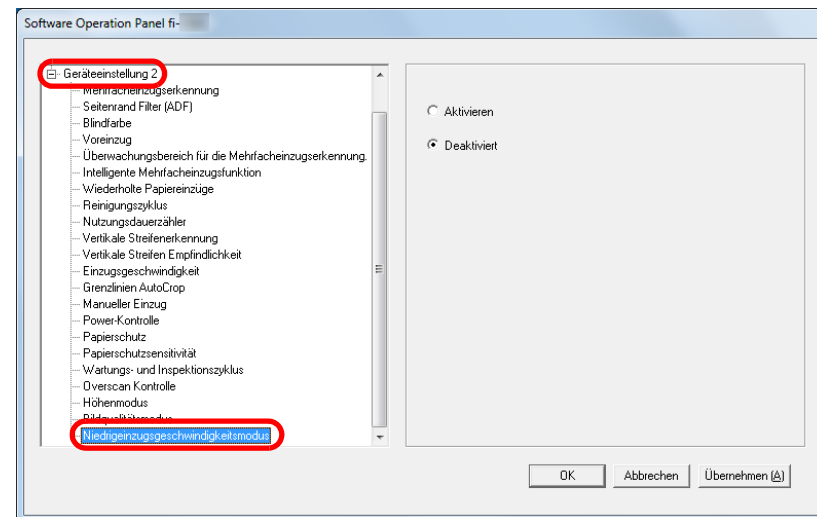 Software Operation Panel fi-
Geräteeinstellung 2
Mehrfacheinzugserkennung
Seitenrand Filter (ADF)
Blindfarbe
Voreinzug
Überwachungsbereich für die Mehrfacheinzugserkennung.
Intelligente Mehrfacheinzugsfunktion
Wiederholte Papiereinzüge
Reinigungszyklus
Nutzungsdauerzähler
Vertikale Streifenerkennung
Vertikale Streifen Empfindlichkeit
Einzugsgeschwindigkeit
Grenzlinien AutoCrop
Manueller Einzug
Power-Kontrolle
Papierschutz
Papierschutzsensitivität
Wartungs- und Inspektionszyklus
Overscan Kontrolle
Höhenmodus
Bildqualitätsmodus
Niedrigeinzugsgeschwindigkeitsmodus
Aktivieren
Deaktiviert
OK
Abbrechen
Übernehmen (A)